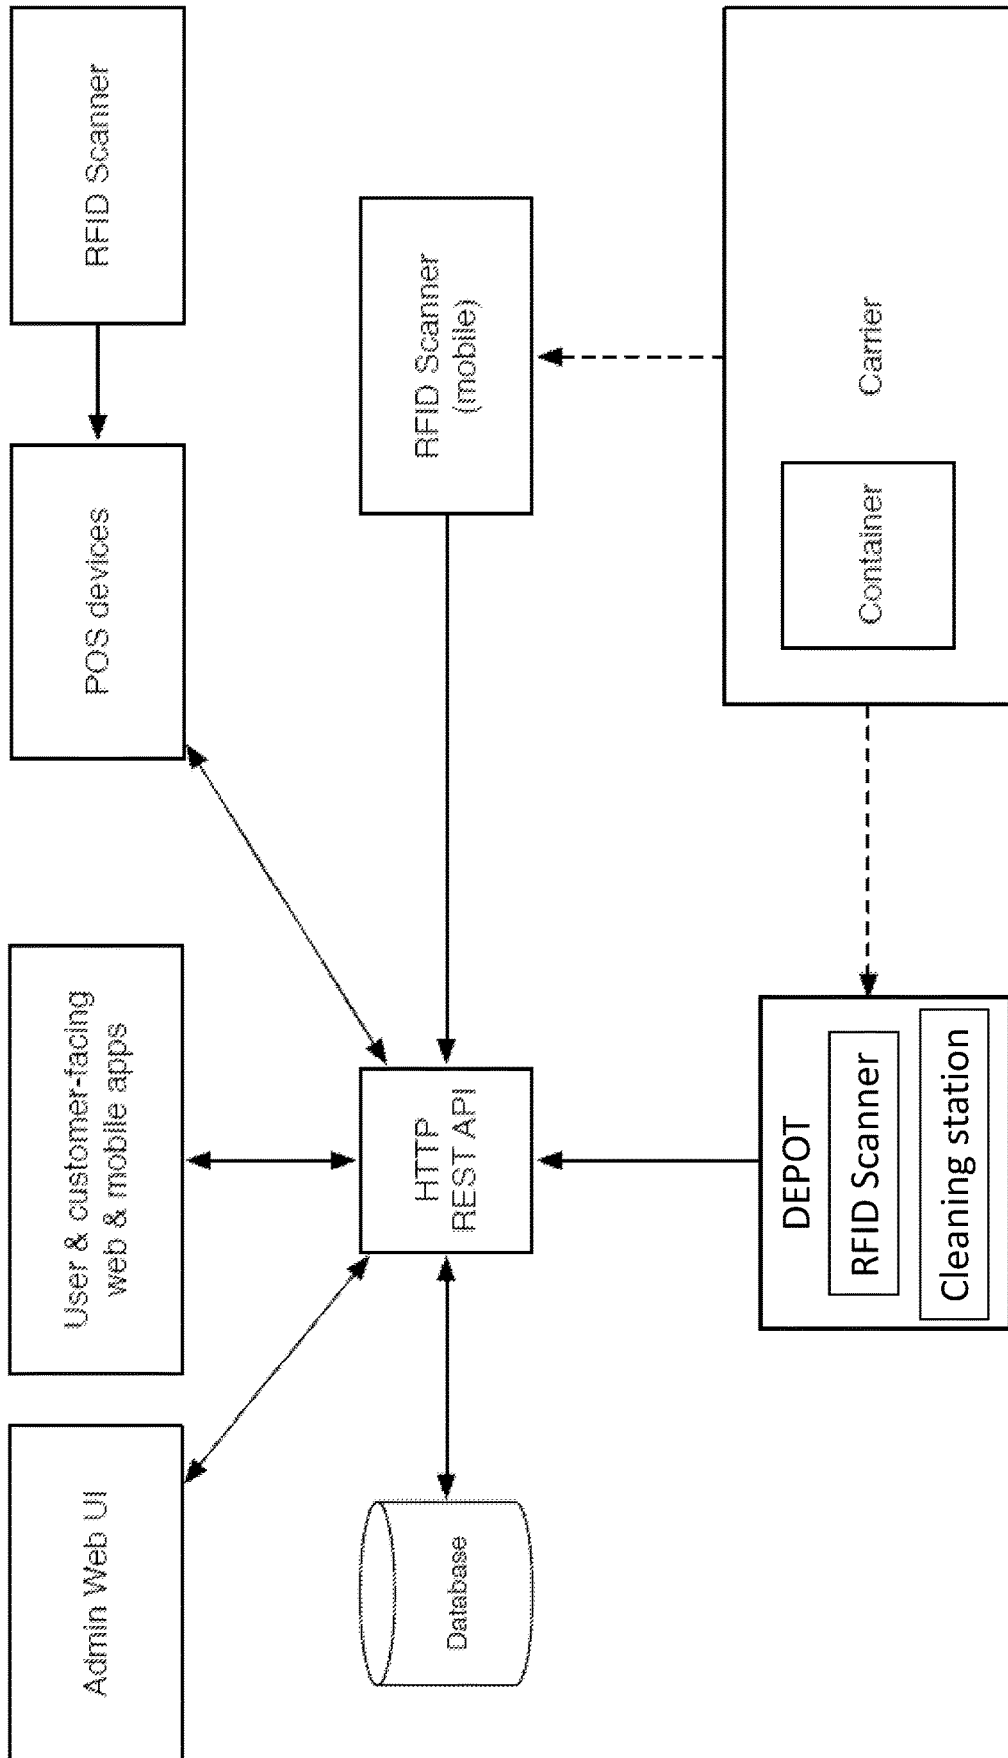 Admin Web UI
User & customer-facing
web & mobile apps
POS devices
RFID Scanner
Database
HTTP
REST API
RFID Scanner
(mobile)
DEPOT
RFID Scanner
Cleaning station
Container
Carrier